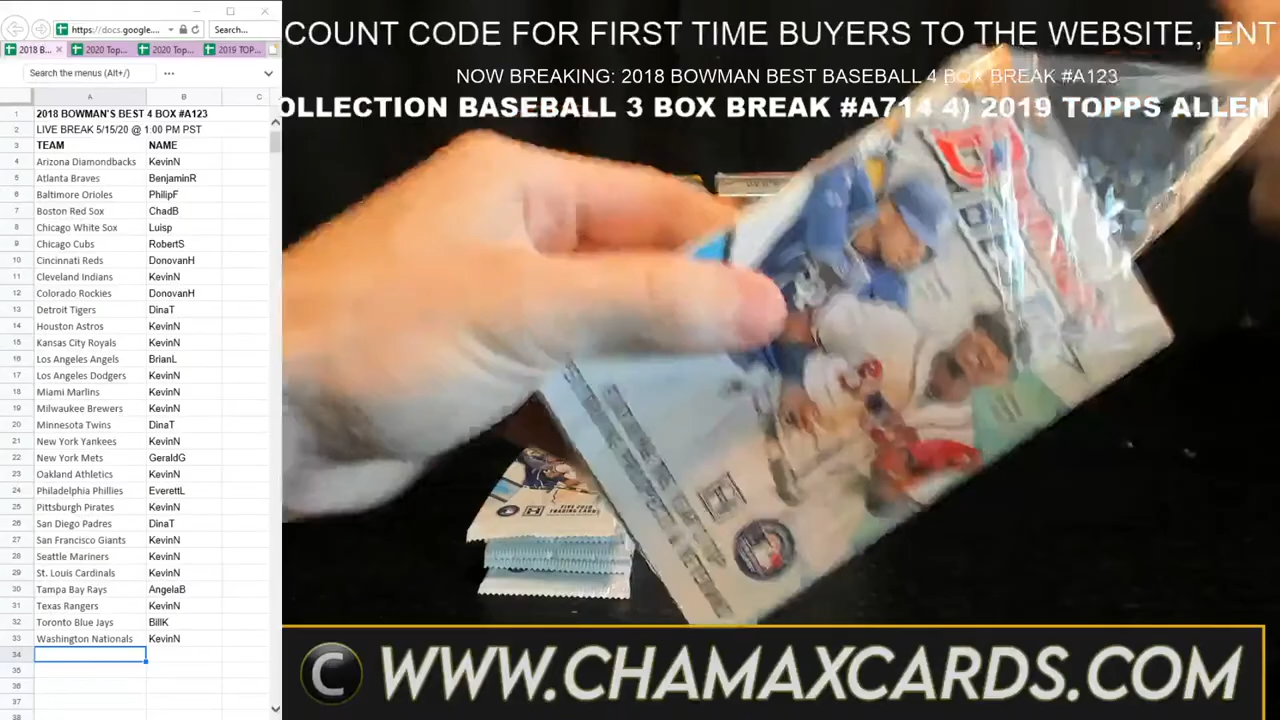 https://docs.google.... Search...
2018 B... 2020 Top... 2020 Top... 2019 TOP...
Search the menus (Alt+/)
A B C
1 2018 BOWMAN'S BEST 4 BOX #A123
2 LIVE BREAK 5/15/20 @ 1:00 PM PST
3 TEAM NAME
4 Arizona Diamondbacks KevinN
5 Atlanta Braves BenjaminR
6 Baltimore Orioles PhilipF
7 Boston Red Sox ChadB
8 Chicago White Sox Luisp
9 Chicago Cubs RobertS
10 Cincinnati Reds DonovanH
11 Cleveland Indians KevinN
12 Colorado Rockies DonovanH
13 Detroit Tigers DinaT
14 Houston Astros KevinN
15 Kansas City Royals KevinN
16 Los Angeles Angels BrianL
17 Los Angeles Dodgers KevinN
18 Miami Marlins KevinN
19 Milwaukee Brewers KevinN
20 Minnesota Twins DinaT
21 New York Yankees KevinN
22 New York Mets GeraldG
23 Oakland Athletics KevinN
24 Philadelphia Phillies EverettL
25 Pittsburgh Pirates KevinN
26 San Diego Padres DinaT
27 San Francisco Giants KevinN
28 Seattle Mariners KevinN
29 St. Louis Cardinals KevinN
30 Tampa Bay Rays AngelaB
31 Texas Rangers KevinN
32 Toronto Blue Jays BillK
33 Washington Nationals KevinN
34
35
36
37
38
COUNT CODE FOR FIRST TIME BUYERS TO THE WEBSITE, ENT
NOW BREAKING: 2018 BOWMAN BEST BASEBALL 4 BOX BREAK #A123
OLLECTION BASEBALL 3 BOX BREAK #A714 4) 2019 TOPPS ALLEN
C WWW.CHAMAXCARDS.COM